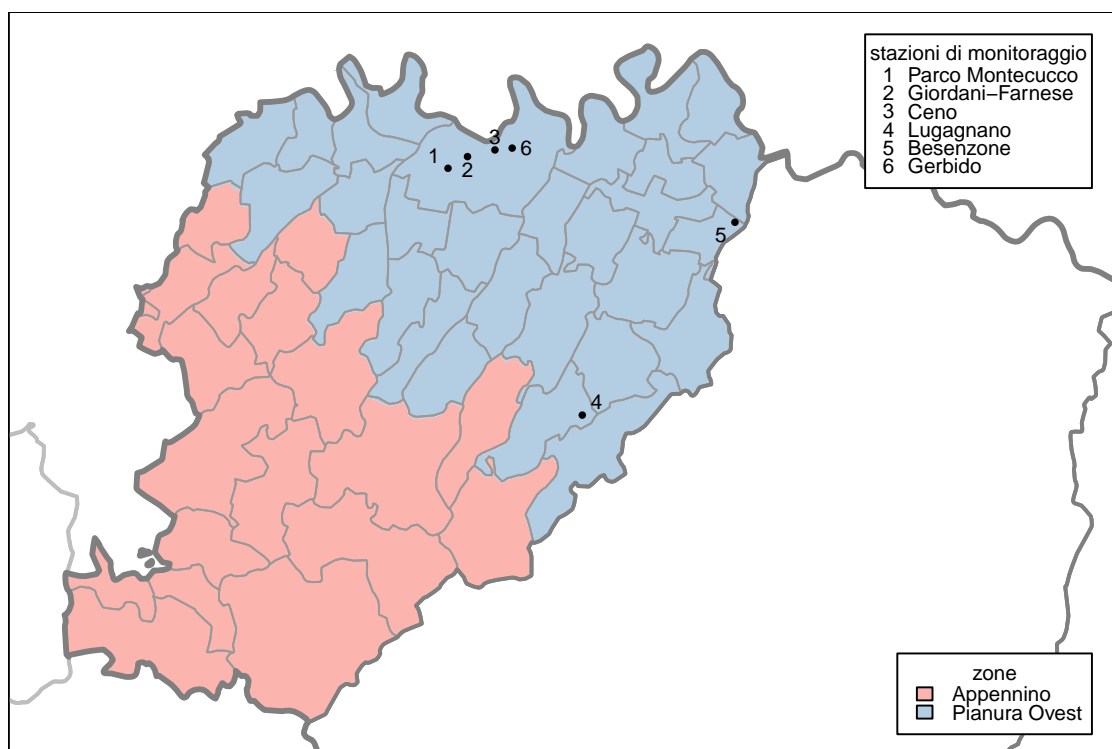 stazioni di monitoraggio
1 Parco Montecucco
2 Giordani−Farnese
3 Ceno
4 Lugagnano
5 Besenzone
6 Gerbido
3
1
2
6
5
4
zone
Appennino
Pianura Ovest